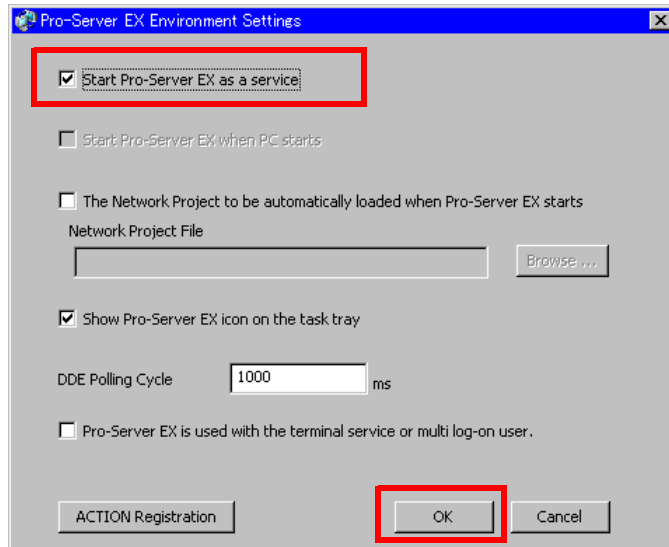 Pro-Server EX Environment Settings
Start Pro-Server EX as a service
Start Pro-Server EX when PC starts
The Network Project to be automatically loaded when Pro-Server EX starts
Network Project File
Browse ...
Show Pro-Server EX icon on the task tray
DDE Polling Cycle 1000 ms
Pro-Server EX is used with the terminal service or multi log-on user.
ACTION Registration OK Cancel